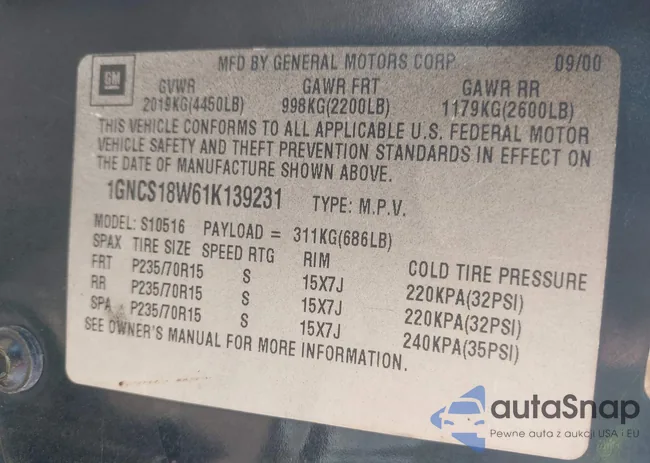 GM
MFD BY GENERAL MOTORS CORP 09/00
GVWR GAWR FRT GAWR RR
2019KG(4450LB) 998KG(2200LB) 1179KG(2600LB)
THIS VEHICLE CONFORMS TO ALL APPLICABLE U.S. FEDERAL MOTOR
VEHICLE SAFETY AND THEFT PREVENTION STANDARDS IN EFFECT ON
THE DATE OF MANUFACTURE SHOWN ABOVE.
1GNCS18W61K139231 TYPE: M.P.V.
MODEL: S10516 PAYLOAD = 311KG(686LB)
SPAX TIRE SIZE SPEED RTG RIM COLD TIRE PRESSURE
FRT P235/70R15 S 15X7J 220KPA(32PSI)
RR P235/70R15 S 15X7J 220KPA(32PSI)
SPA P235/70R15 S 15X7J 240KPA(35PSI)
SEE OWNER'S MANUAL FOR MORE INFORMATION.
autaSnap
Pewne auta z aukcji USA i EU